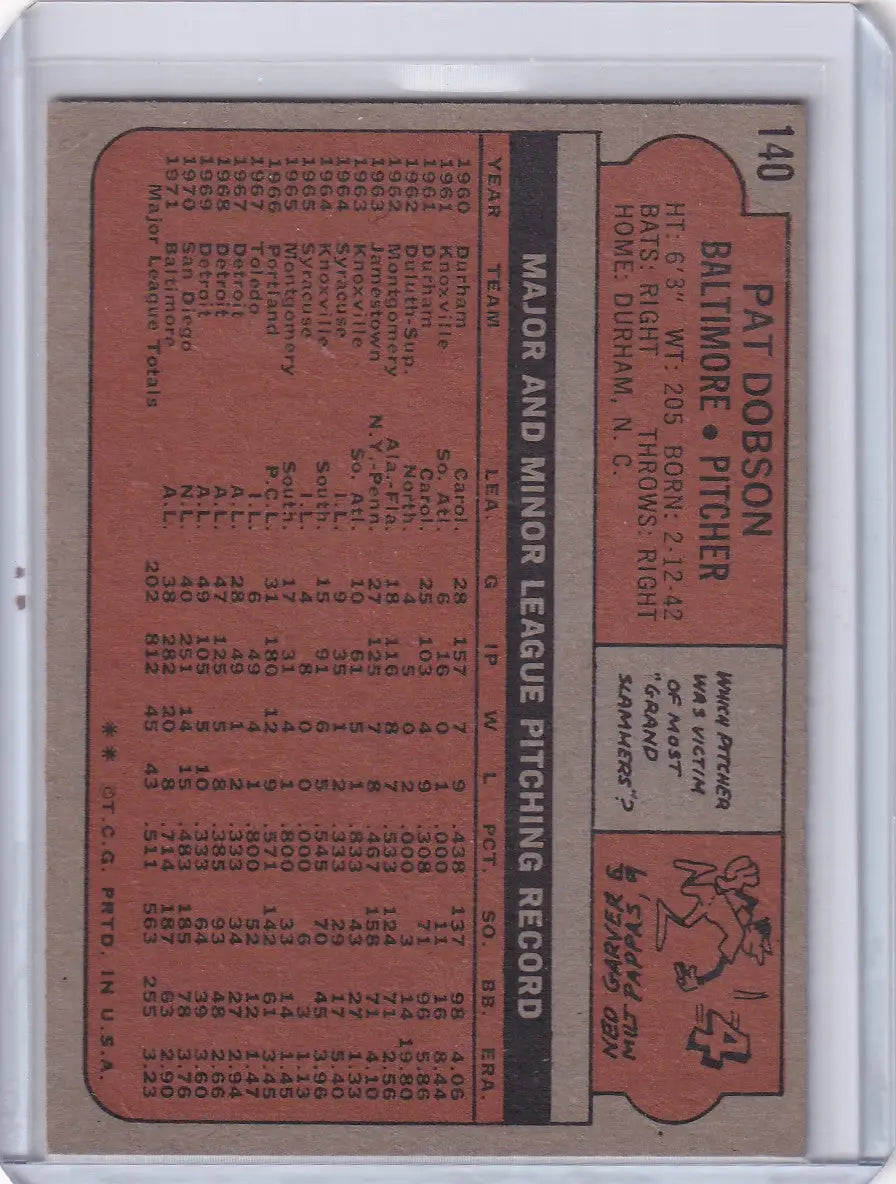 140
PAT DOBSON
BALTIMORE • PITCHER
HT: 6'3" WT: 205 BORN: 2-12-42
BATS: RIGHT THROWS: RIGHT
HOME: DURHAM, N. C.
WHICH PITCHER
WAS VICTIM
OF MOST
"GRAND
SLAMMERS"?
4
NED GARVER &
MILT PAPPAS, 9
MAJOR AND MINOR LEAGUE PITCHING RECORD
YEAR TEAM LEA. G IP W L PCT. SO. BB. ERA.
1960 Durham Carol. 28 157 7 9 .438 137 98 4.06
1961 Knoxville So. Atl. 6 16 0 1 .000 11 16 8.44
1961 Durham Carol. 25 103 4 9 .308 71 96 5.86
1962 Duluth-Sup. North 4 5 0 2 .000 3 14 19.80
1962 Montgomery Ala.-Fla. 18 116 8 7 .533 124 71 2.56
1963 Jamestown N.Y.-Penn. 27 125 7 8 .467 158 71 4.10
1963 Knoxville So. Atl. 10 61 5 1 .833 43 27 1.33
1964 Syracuse I.L. 9 35 1 2 .333 29 17 5.40
1964 Knoxville South. 15 91 6 5 .545 70 45 3.96
1965 Syracuse I.L. 4 8 0 0 .000 6 3 1.13
1965 Montgomery South. 17 31 4 1 .800 33 14 1.45
1966 Portland P.C.L. 31 180 12 9 .571 142 61 3.45
1967 Toledo I.L. 6 49 4 1 .800 52 12 1.47
1967 Detroit A.L. 28 49 1 2 .333 34 27 2.94
1968 Detroit A.L. 47 125 5 8 .385 93 48 2.66
1969 Detroit A.L. 49 105 5 10 .333 64 39 3.60
1970 San Diego N.L. 40 251 14 15 .483 185 78 3.76
1971 Baltimore A.L. 38 282 20 8 .714 187 63 2.90
Major League Totals 202 812 45 43 .511 563 255 3.23
** ©T.C.G. PRTD. IN U.S.A.